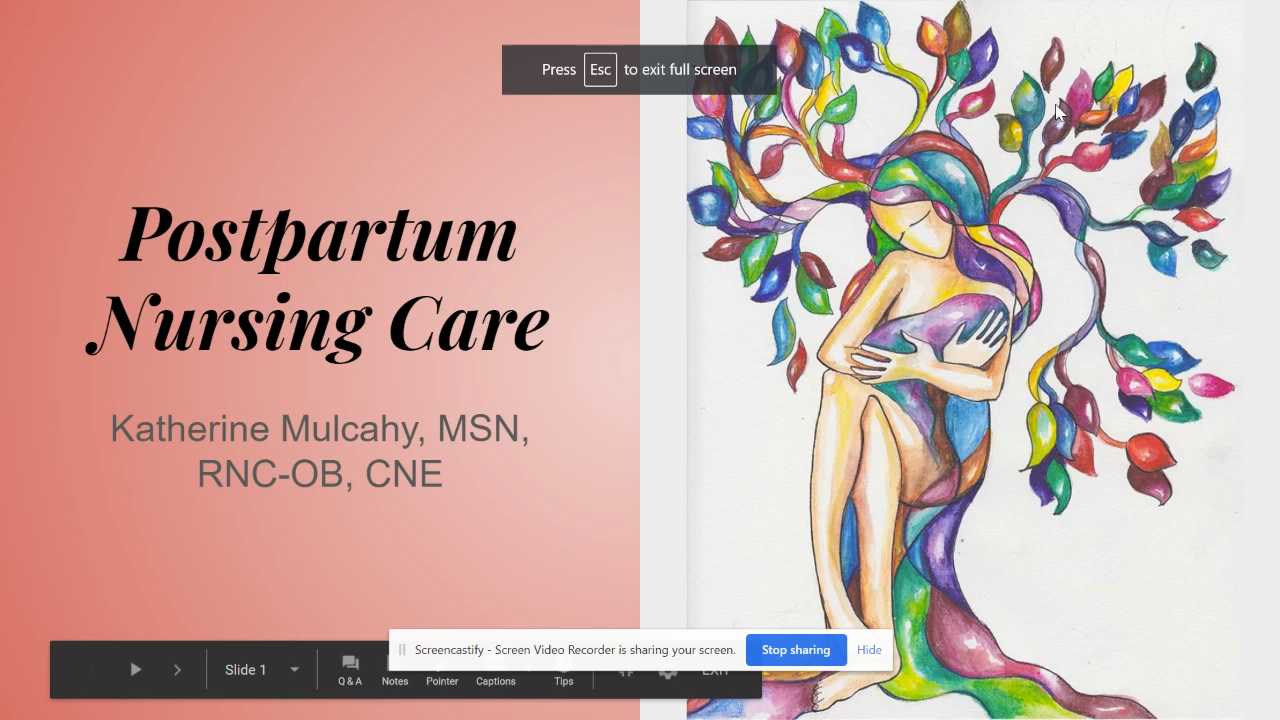 Press Esc to exit full screen
Postpartum
Nursing Care
Katherine Mulcahy, MSN,
RNC-OB, CNE
Screencastify - Screen Video Recorder is sharing your screen.
Stop sharing
Hide
Slide 1
Q & A
Notes
Pointer
Captions
Tips
EXIT